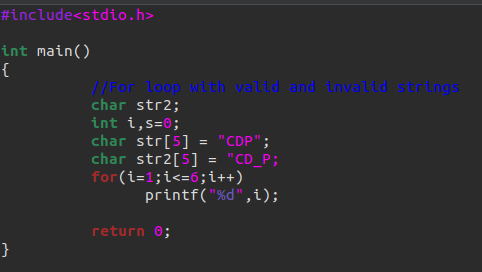 #include<stdio.h>
int main()
{
//For loop with valid and invalid strings
char str2;
int i,s=0;
char str[5] = "CDP";
char str2[5] = "CD_P;
for(i=1;i<=6;i++)
printf("%d",i);
return 0;
}